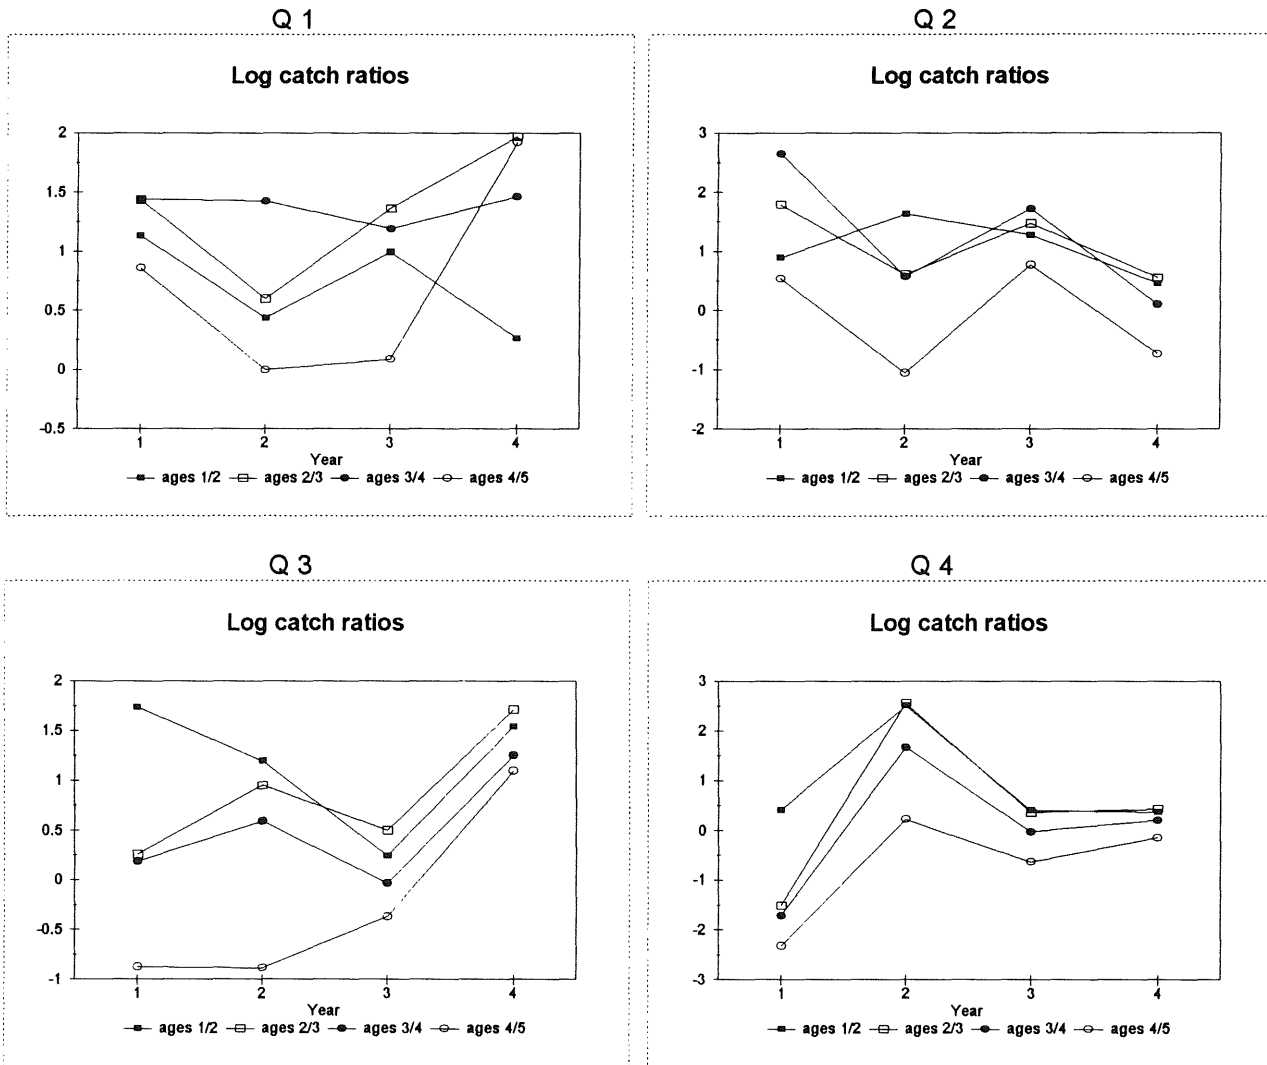 Q 1
Log catch ratios
2
1.5
1
0.5
0
-0.5
1 2 3 4
Year
ages 1/2 ages 2/3 ages 3/4 ages 4/5
Q 2
Log catch ratios
3
2
1
0
-1
-2
1 2 3 4
Year
ages 1/2 ages 2/3 ages 3/4 ages 4/5
Q 3
Log catch ratios
2
1.5
1
0.5
0
-0.5
-1
1 2 3 4
Year
ages 1/2 ages 2/3 ages 3/4 ages 4/5
Q 4
Log catch ratios
3
2
1
0
-1
-2
-3
1 2 3 4
Year
ages 1/2 ages 2/3 ages 3/4 ages 4/5